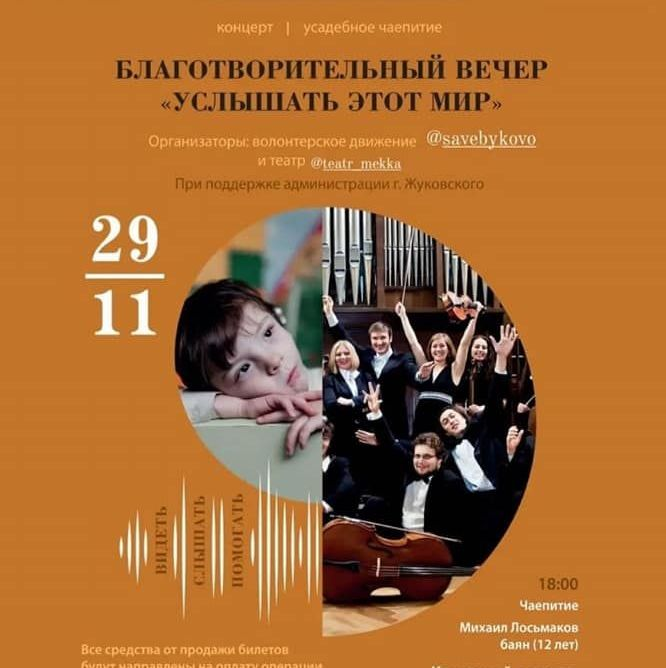 концерт | усадебное чаепитие
БЛАГОТВОРИТЕЛЬНЫЙ ВЕЧЕР
«УСЛЫШАТЬ ЭТОТ МИР»
Организаторы: волонтерское движение @savebykovo
и театр @teatr_mekka
При поддержке администрации г. Жуковского
29
11
ВИДЕТЬ
СЛЫШАТЬ
ПОМОГАТЬ
18:00
Чаепитие
Михаил Лосьмаков
баян (12 лет)
Все средства от продажи билетов
будут направлены на оплату операции